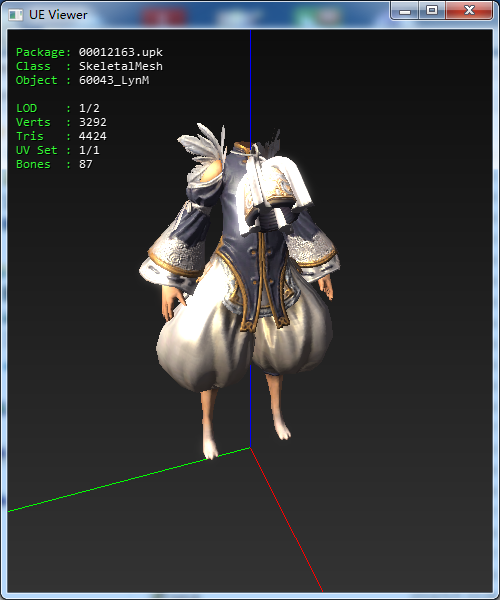 UE Viewer
Package: 00012163.upk
Class : SkeletalMesh
Object : 60043_LynM
LOD : 1/2
Verts : 3292
Tris : 4424
UV Set : 1/1
Bones : 87